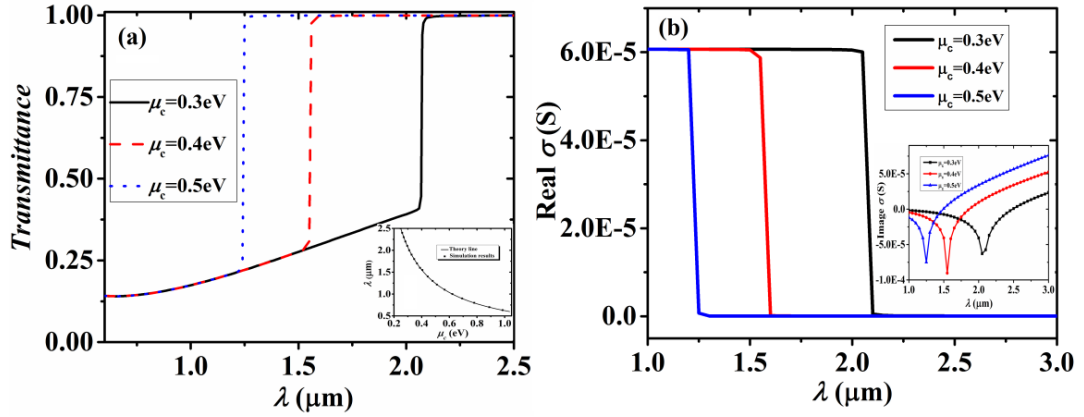 (a)
μc=0.3eV
μc=0.4eV
μc=0.5eV
Transmittance
1.00
0.75
0.50
0.25
0.00
1.0 1.5 2.0 2.5
λ (μm)
Theory line
Simulation results
λ (μm)
2.5
2.0
1.5
1.0
0.5
0.2 0.4 0.6 0.8 1.0
μc (eV)
(b)
μc=0.3eV
μc=0.4eV
μc=0.5eV
Real σ (S)
6.0E-5
4.0E-5
2.0E-5
0.0
1.0 1.5 2.0 2.5 3.0
λ (μm)
μc=0.3eV
μc=0.4eV
μc=0.5eV
Image σ (S)
5.0E-5
0.0
-5.0E-5
-1.0E-4
1.0 1.5 2.0 2.5 3.0
λ (μm)